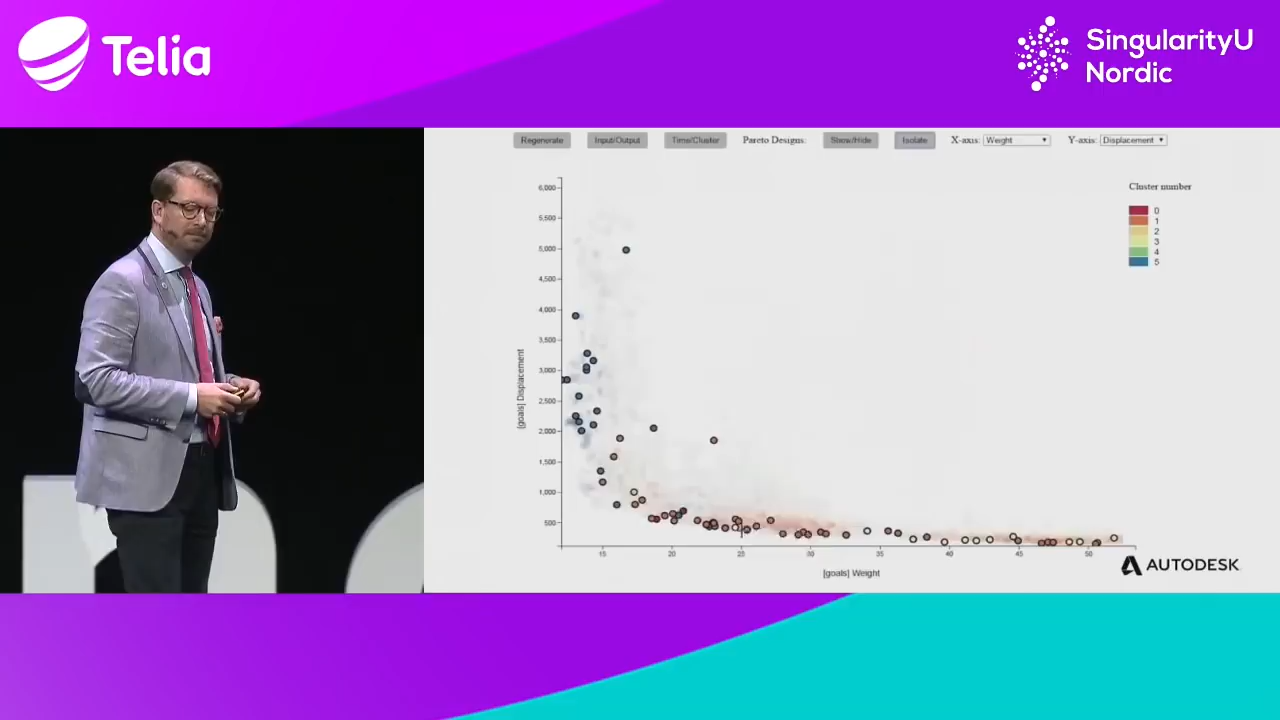 Telia
SingularityU
Nordic
Regenerate
Input/Output
Time/Cluster
Pareto Designs:
Show/Hide
Isolate
X-axis: Weight
Y-axis: Displacement
Cluster number
0
1
2
3
4
5
6,000
5,500
5,000
4,500
4,000
3,500
3,000
2,500
2,000
1,500
1,000
500
[goals] Displacement
15
20
25
30
35
40
45
50
[goals] Weight
AUTODESK